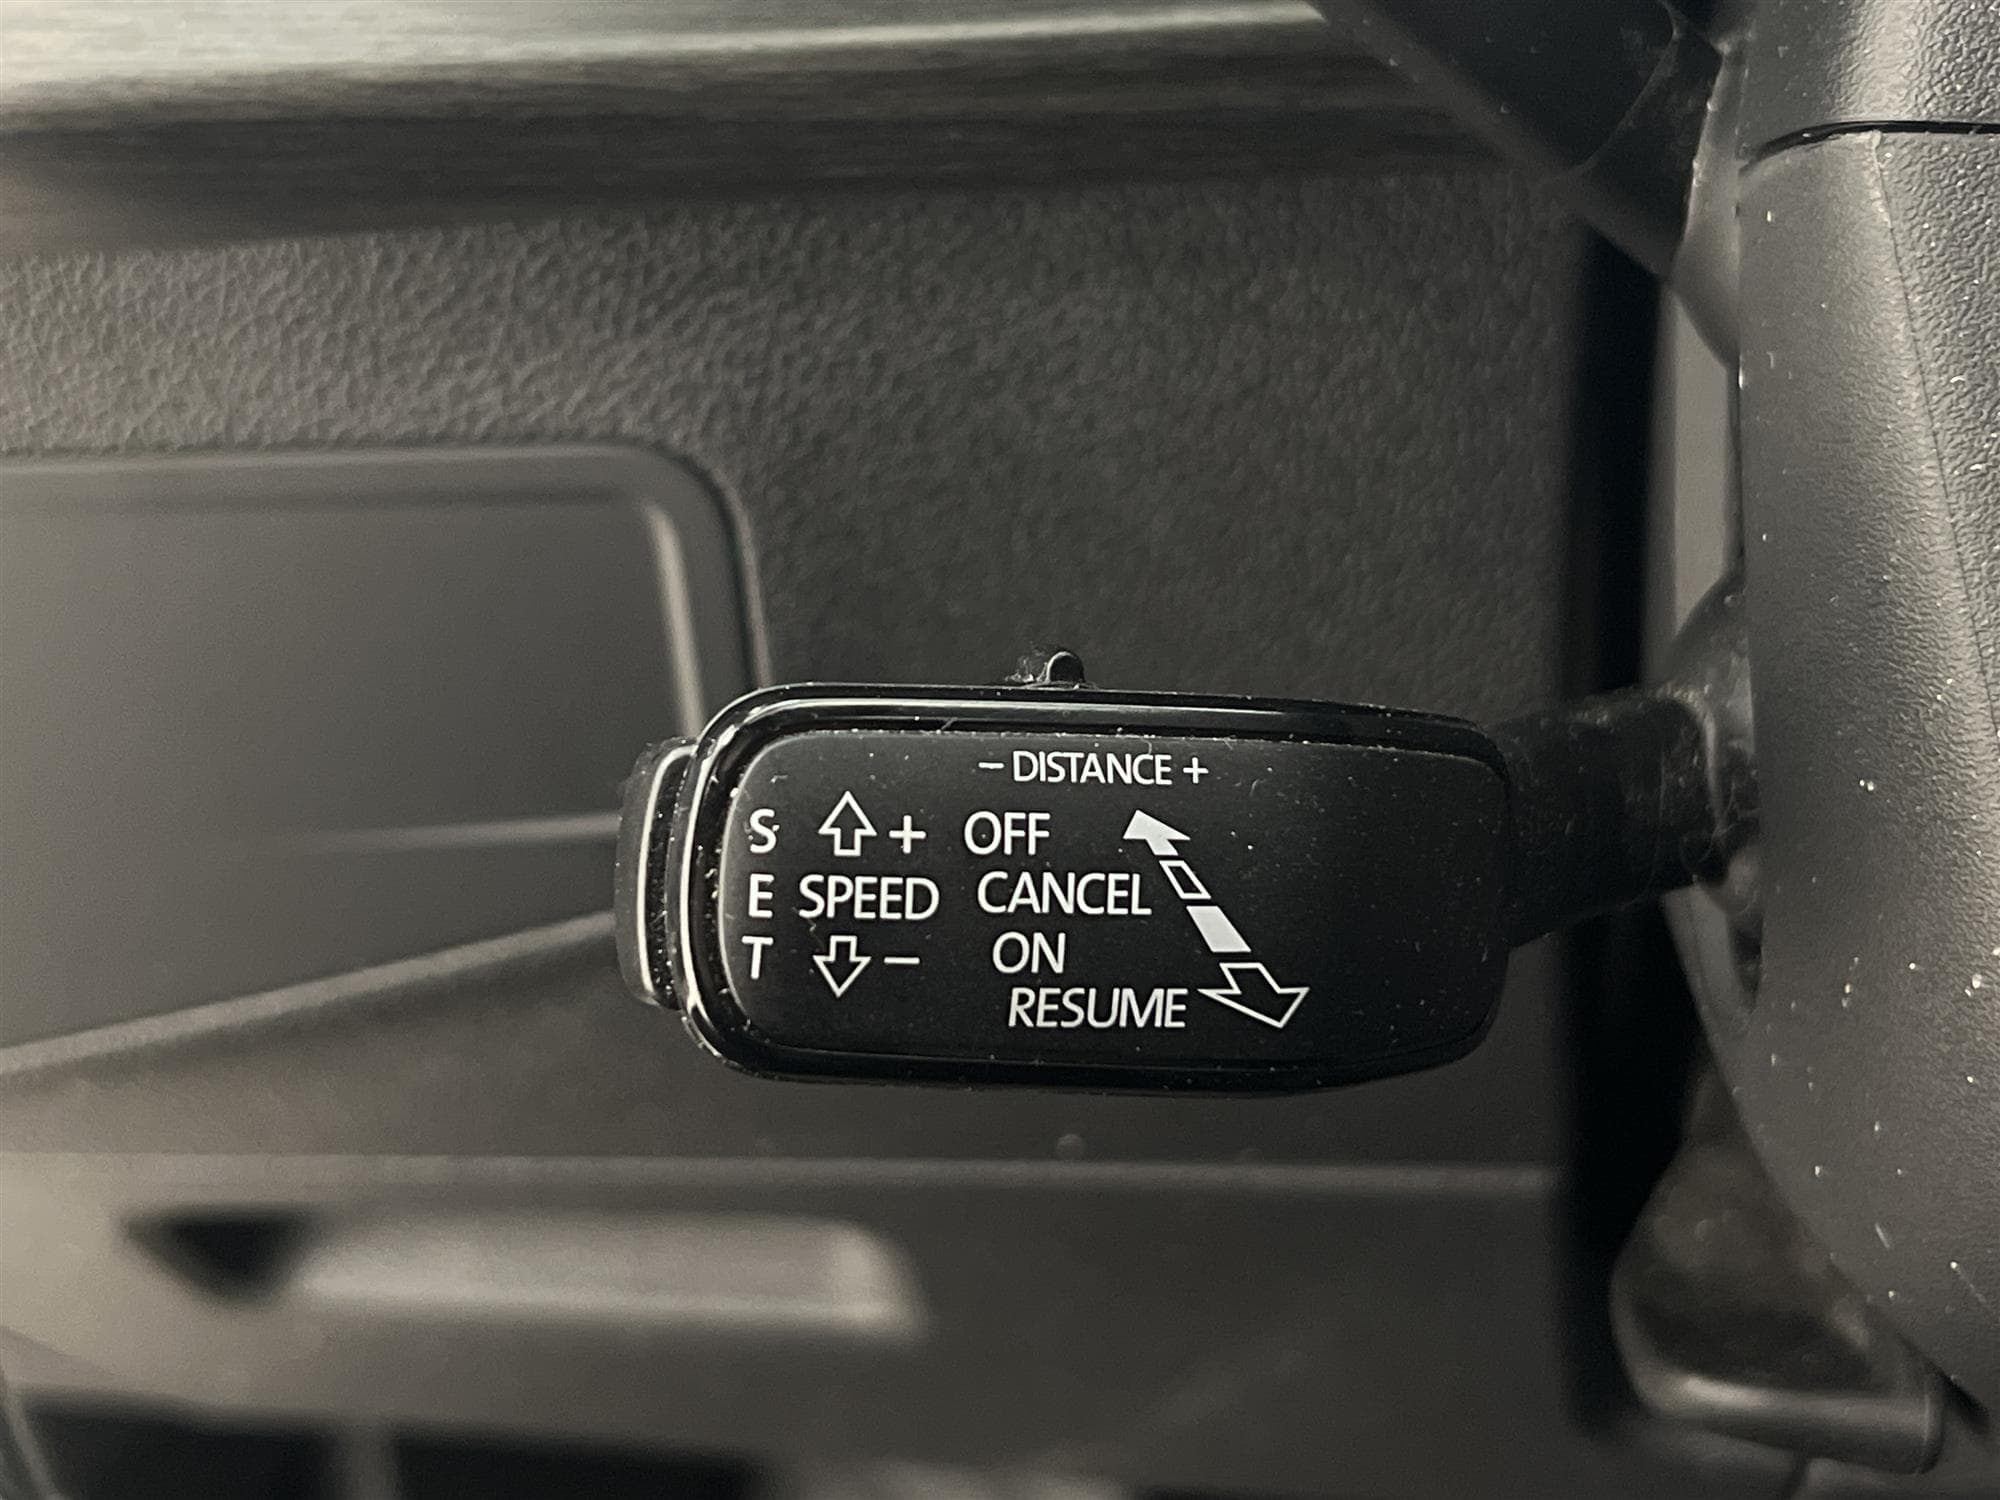 − DISTANCE +
S + OFF
E SPEED CANCEL
T − ON
RESUME